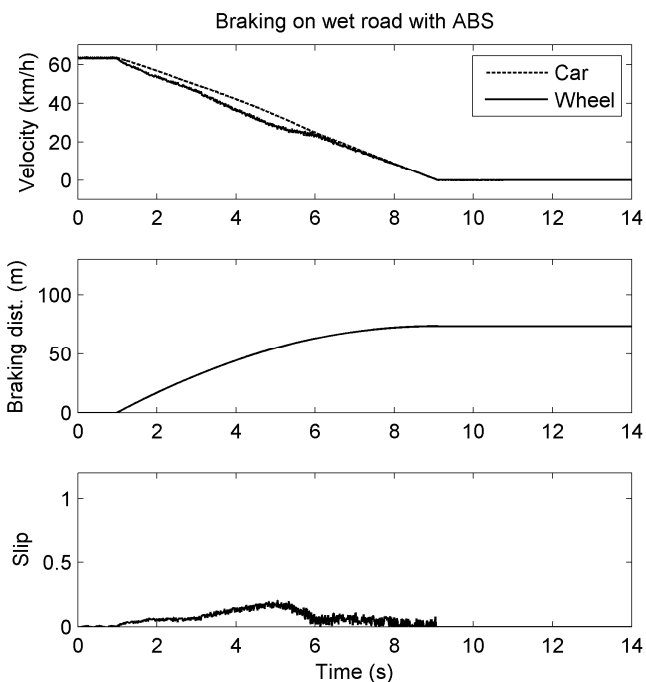 Braking on wet road with ABS
Velocity (km/h)
60
40
20
0
Car
Wheel
0 2 4 6 8 10 12 14
Braking dist. (m)
100
50
0
0 2 4 6 8 10 12 14
Slip
1
0.5
0
0 2 4 6 8 10 12 14
Time (s)